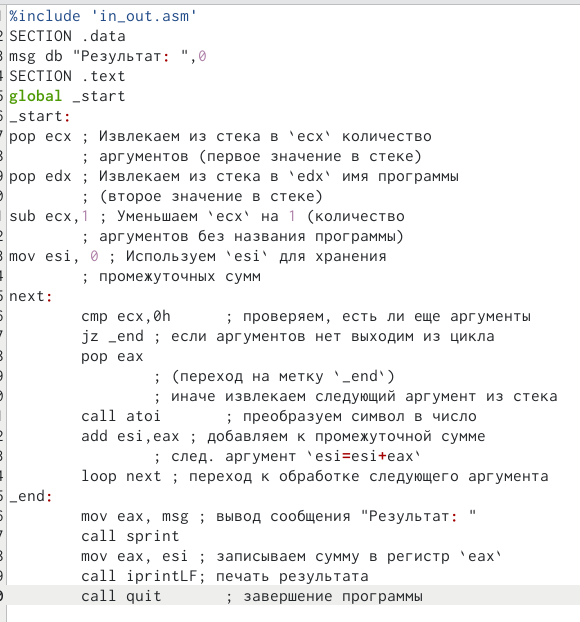 %include 'in_out.asm'
SECTION .data
msg db "Результат: ",0
SECTION .text
global _start
_start:
pop ecx ; Извлекаем из стека в `ecx` количество
; аргументов (первое значение в стеке)
pop edx ; Извлекаем из стека в `edx` имя программы
; (второе значение в стеке)
sub ecx,1 ; Уменьшаем `ecx` на 1 (количество
; аргументов без названия программы)
mov esi, 0 ; Используем `esi` для хранения
; промежуточных сумм
next:
cmp ecx,0h ; проверяем, есть ли еще аргументы
jz _end ; если аргументов нет выходим из цикла
pop eax
; (переход на метку `_end`)
; иначе извлекаем следующий аргумент из стека
call atoi ; преобразуем символ в число
add esi,eax ; добавляем к промежуточной сумме
; след. аргумент `esi=esi+eax`
loop next ; переход к обработке следующего аргумента
_end:
mov eax, msg ; вывод сообщения "Результат: "
call sprint
mov eax, esi ; записываем сумму в регистр `eax`
call iprintLF; печать результата
call quit ; завершение программы